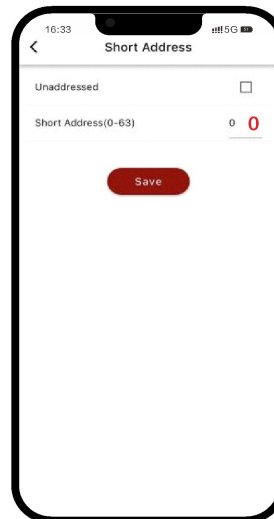 16:33 5G
Short Address
Unaddressed
Short Address(0-63) 0 0
Save